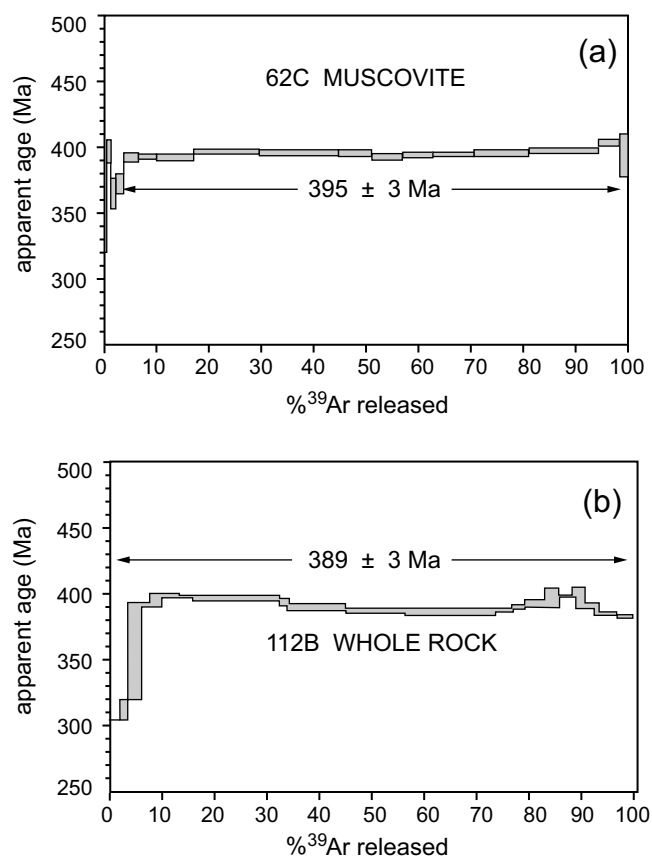 (a)
62C MUSCOVITE
apparent age (Ma)
500
450
400
350
300
250
395 ± 3 Ma
0 10 20 30 40 50 60 70 80 90 100
%39Ar released
(b)
apparent age (Ma)
500
450
400
350
300
250
389 ± 3 Ma
112B WHOLE ROCK
0 10 20 30 40 50 60 70 80 90 100
%39Ar released